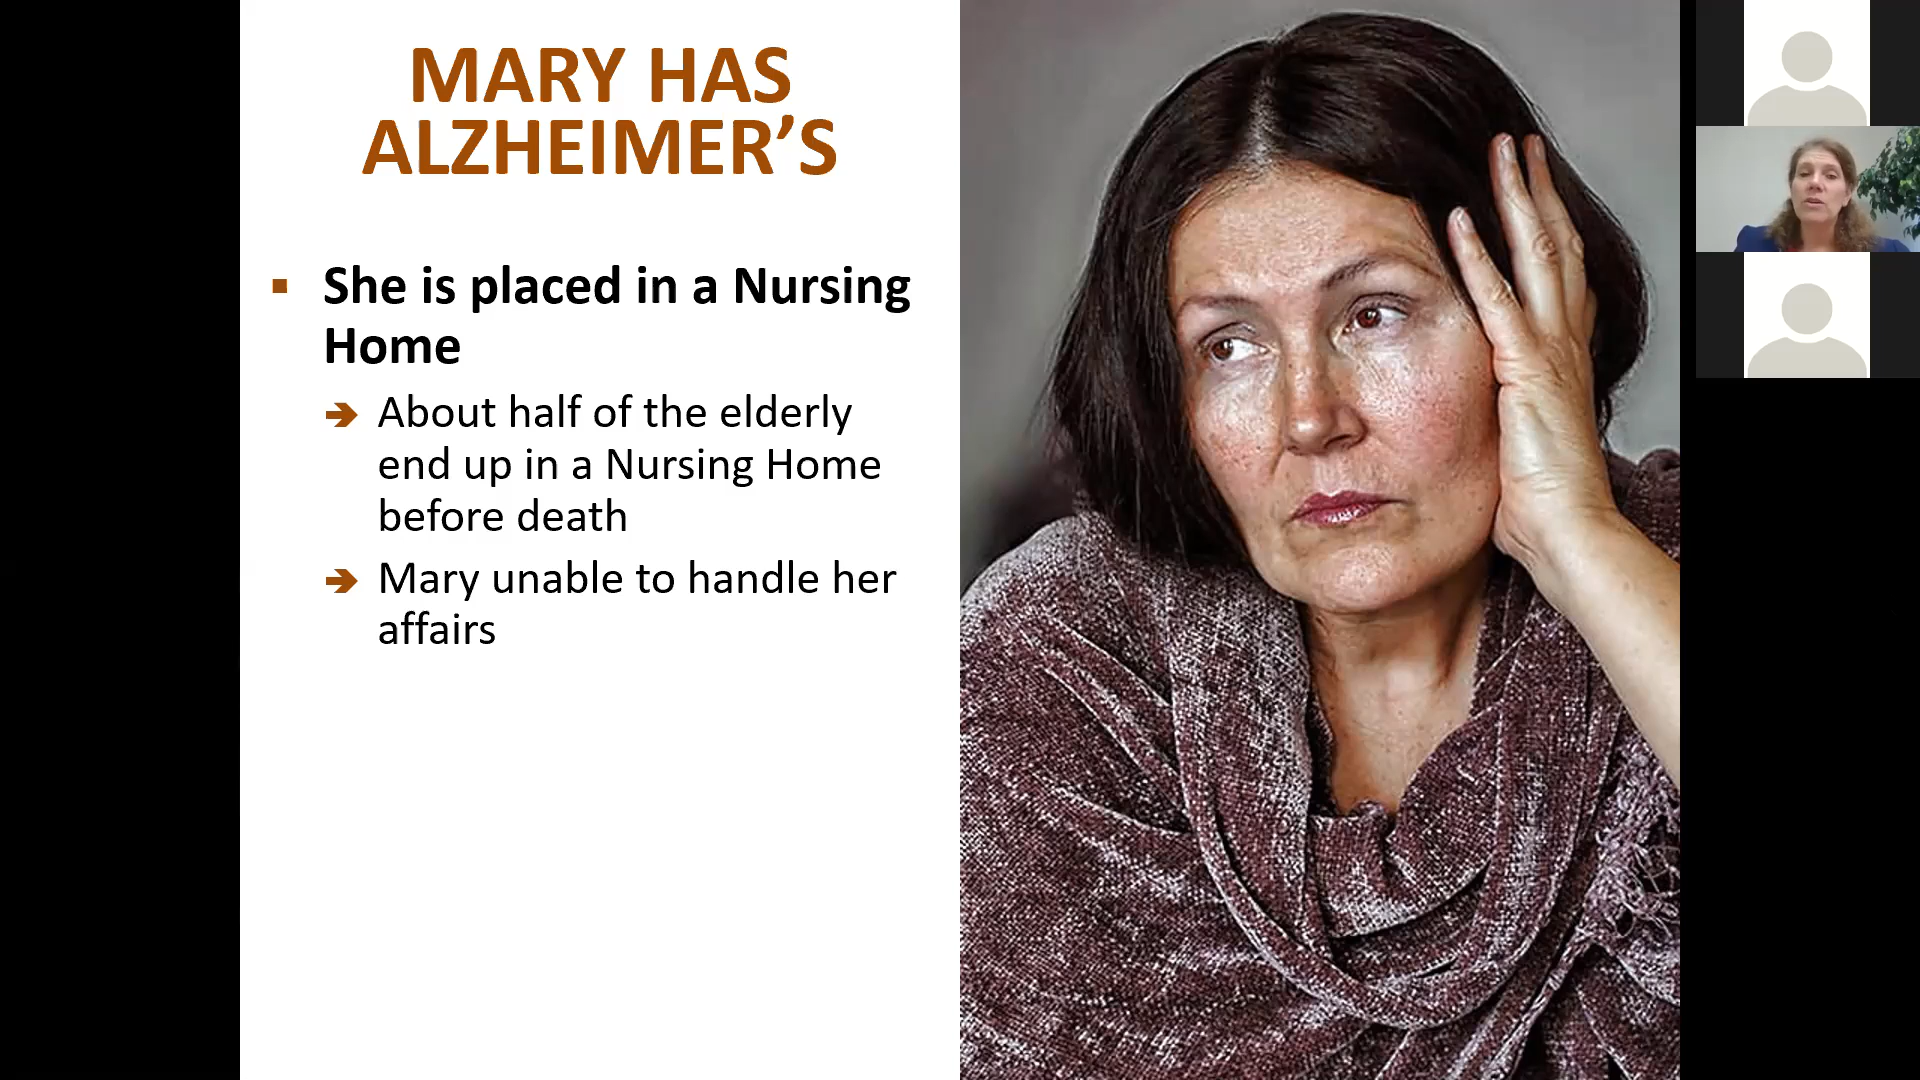 MARY HAS
ALZHEIMER’S
▪ She is placed in a Nursing
Home
➔ About half of the elderly
end up in a Nursing Home
before death
➔ Mary unable to handle her
affairs